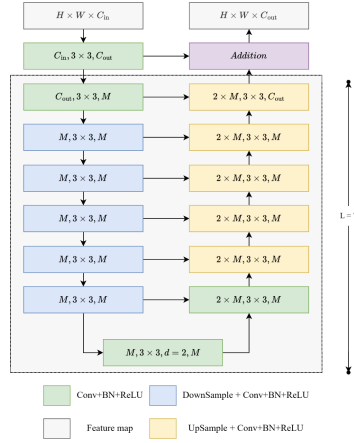 H × W × C_in
H × W × C_out
C_in, 3 × 3, C_out
Addition
C_out, 3 × 3, M
2 × M, 3 × 3, C_out
M, 3 × 3, M
2 × M, 3 × 3, M
M, 3 × 3, M
2 × M, 3 × 3, M
M, 3 × 3, M
2 × M, 3 × 3, M
M, 3 × 3, M
2 × M, 3 × 3, M
M, 3 × 3, M
2 × M, 3 × 3, M
M, 3 × 3, d = 2, M
L =
Conv+BN+ReLU
DownSample + Conv+BN+ReLU
Feature map
UpSample + Conv+BN+ReLU